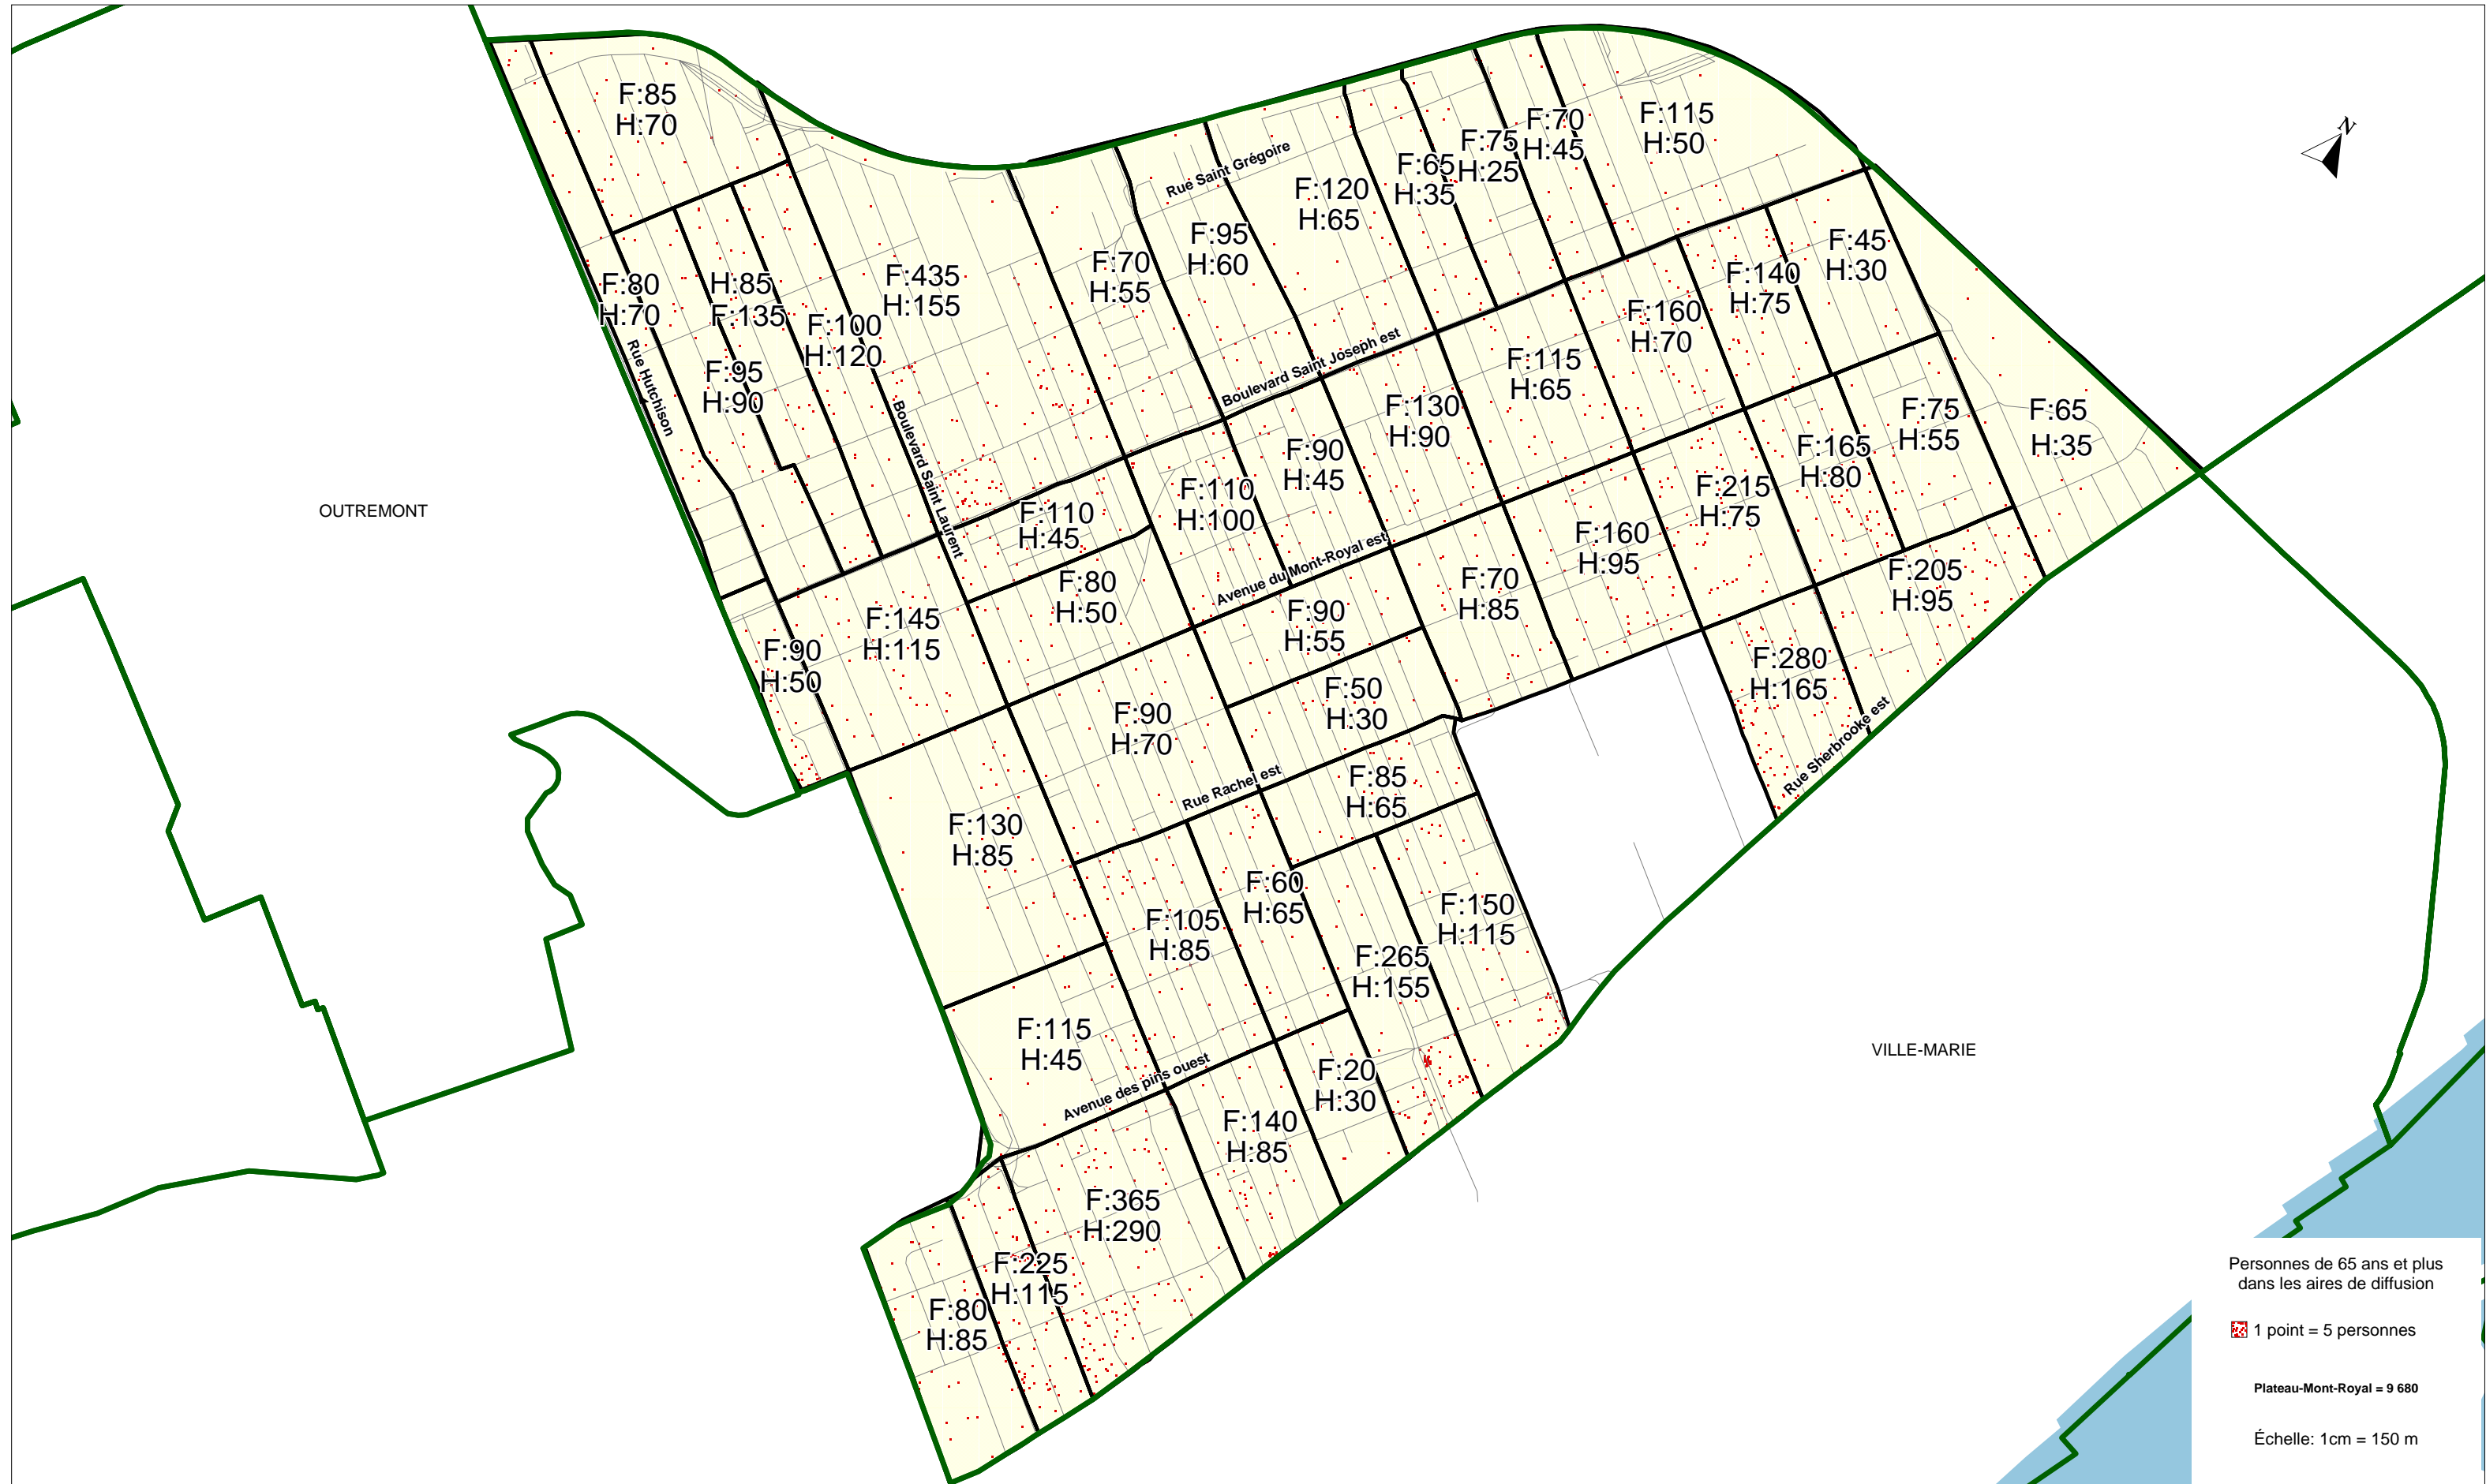 F:85
H:70
F:115
H:50
F:70
H:45
F:75
H:25
F:65
H:35
Rue Saint Grégoire
F:120
H:65
F:95
H:60
F:70
H:55
F:435
H:155
F:45
H:30
F:140
H:75
F:160
H:70
F:80
H:70
H:85
F:135
F:100
H:120
Rue Hutchison
F:95
H:90
Boulevard Saint Laurent
Boulevard Saint Joseph est
F:115
H:65
F:130
H:90
F:90
H:45
F:110
H:100
F:110
H:45
F:75
H:55
F:65
H:35
F:165
H:80
F:215
H:75
F:160
H:95
OUTREMONT
F:80
H:50
Avenue du Mont-Royal est
F:70
H:85
F:90
H:55
F:205
H:95
F:145
H:115
F:90
H:50
F:280
H:165
Rue Sherbrooke est
F:50
H:30
F:90
H:70
Rue Rachel est
F:85
H:65
F:130
H:85
F:60
H:65
F:105
H:85
F:150
H:115
F:265
H:155
F:115
H:45
Avenue des pins ouest
F:20
H:30
F:140
H:85
VILLE-MARIE
F:365
H:290
F:225
H:115
F:80
H:85
Personnes de 65 ans et plus
dans les aires de diffusion
1 point = 5 personnes
Plateau-Mont-Royal = 9 680
Échelle: 1cm = 150 m
N